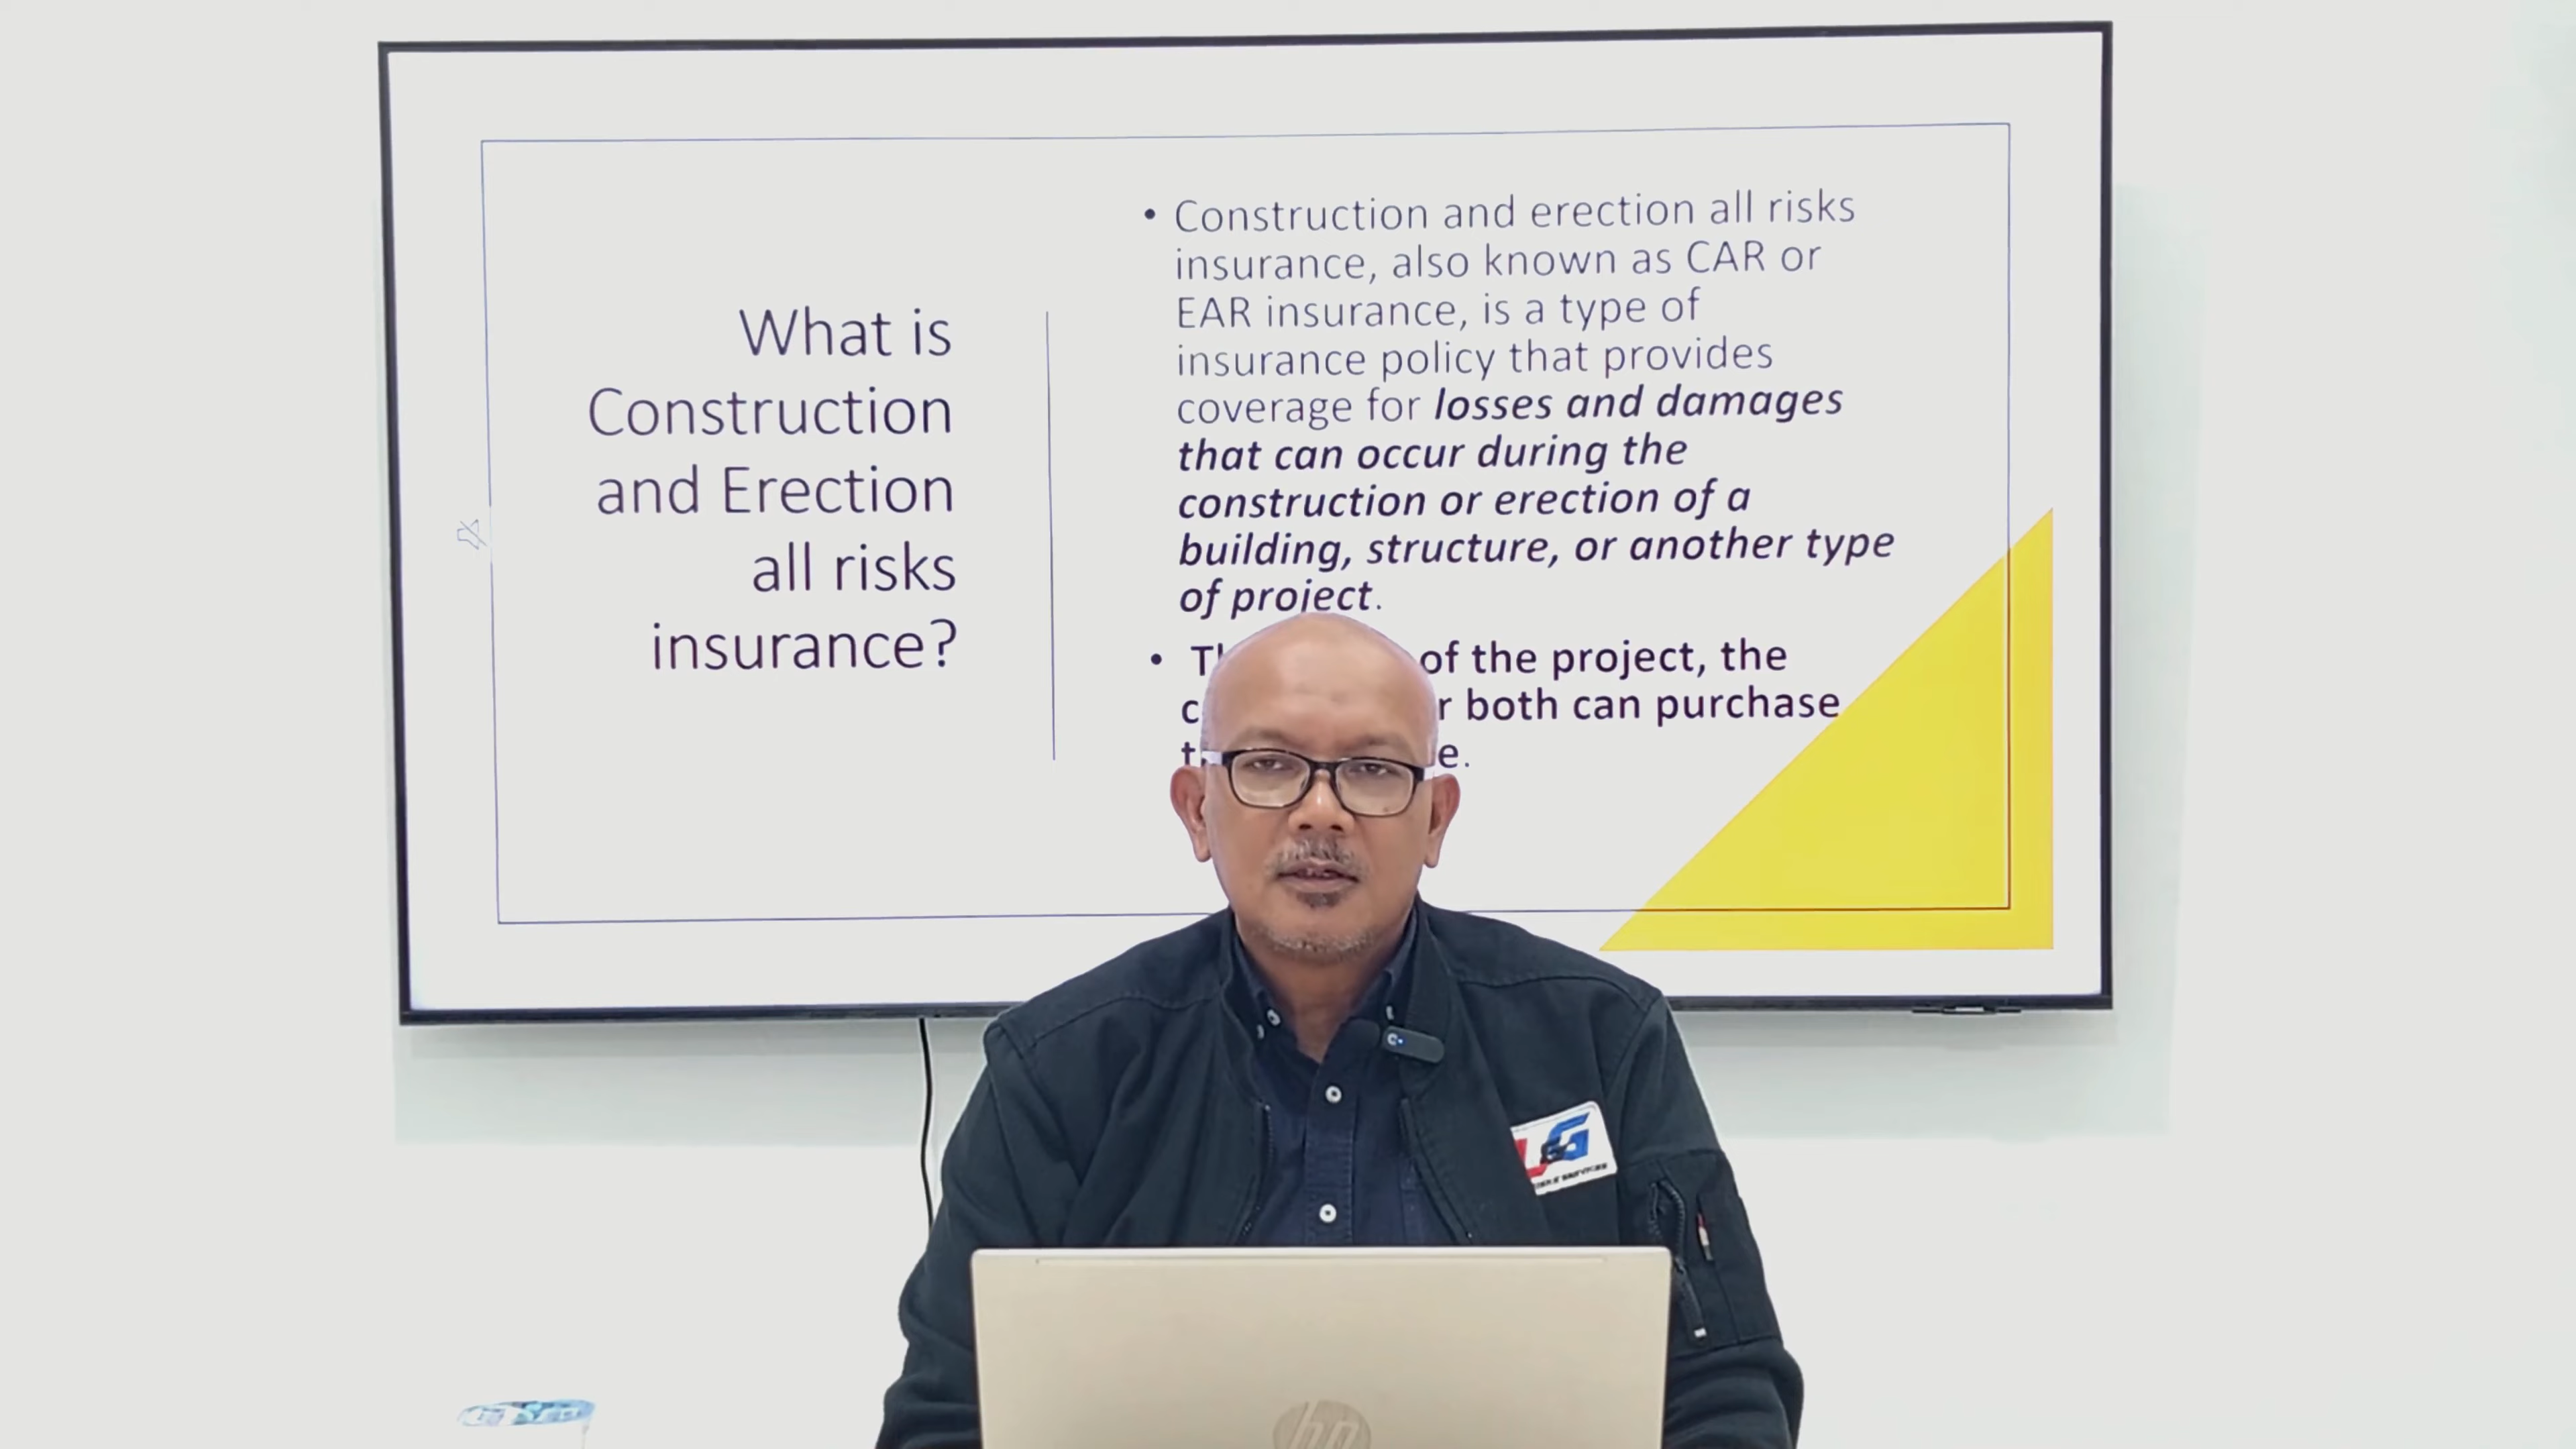 What is
Construction
and Erection
all risks
insurance?
• Construction and erection all risks
insurance, also known as CAR or
EAR insurance, is a type of
insurance policy that provides
coverage for losses and damages
that can occur during the
construction or erection of a
building, structure, or another type
of project.
• of the project, the
both can purchase
LG
hp